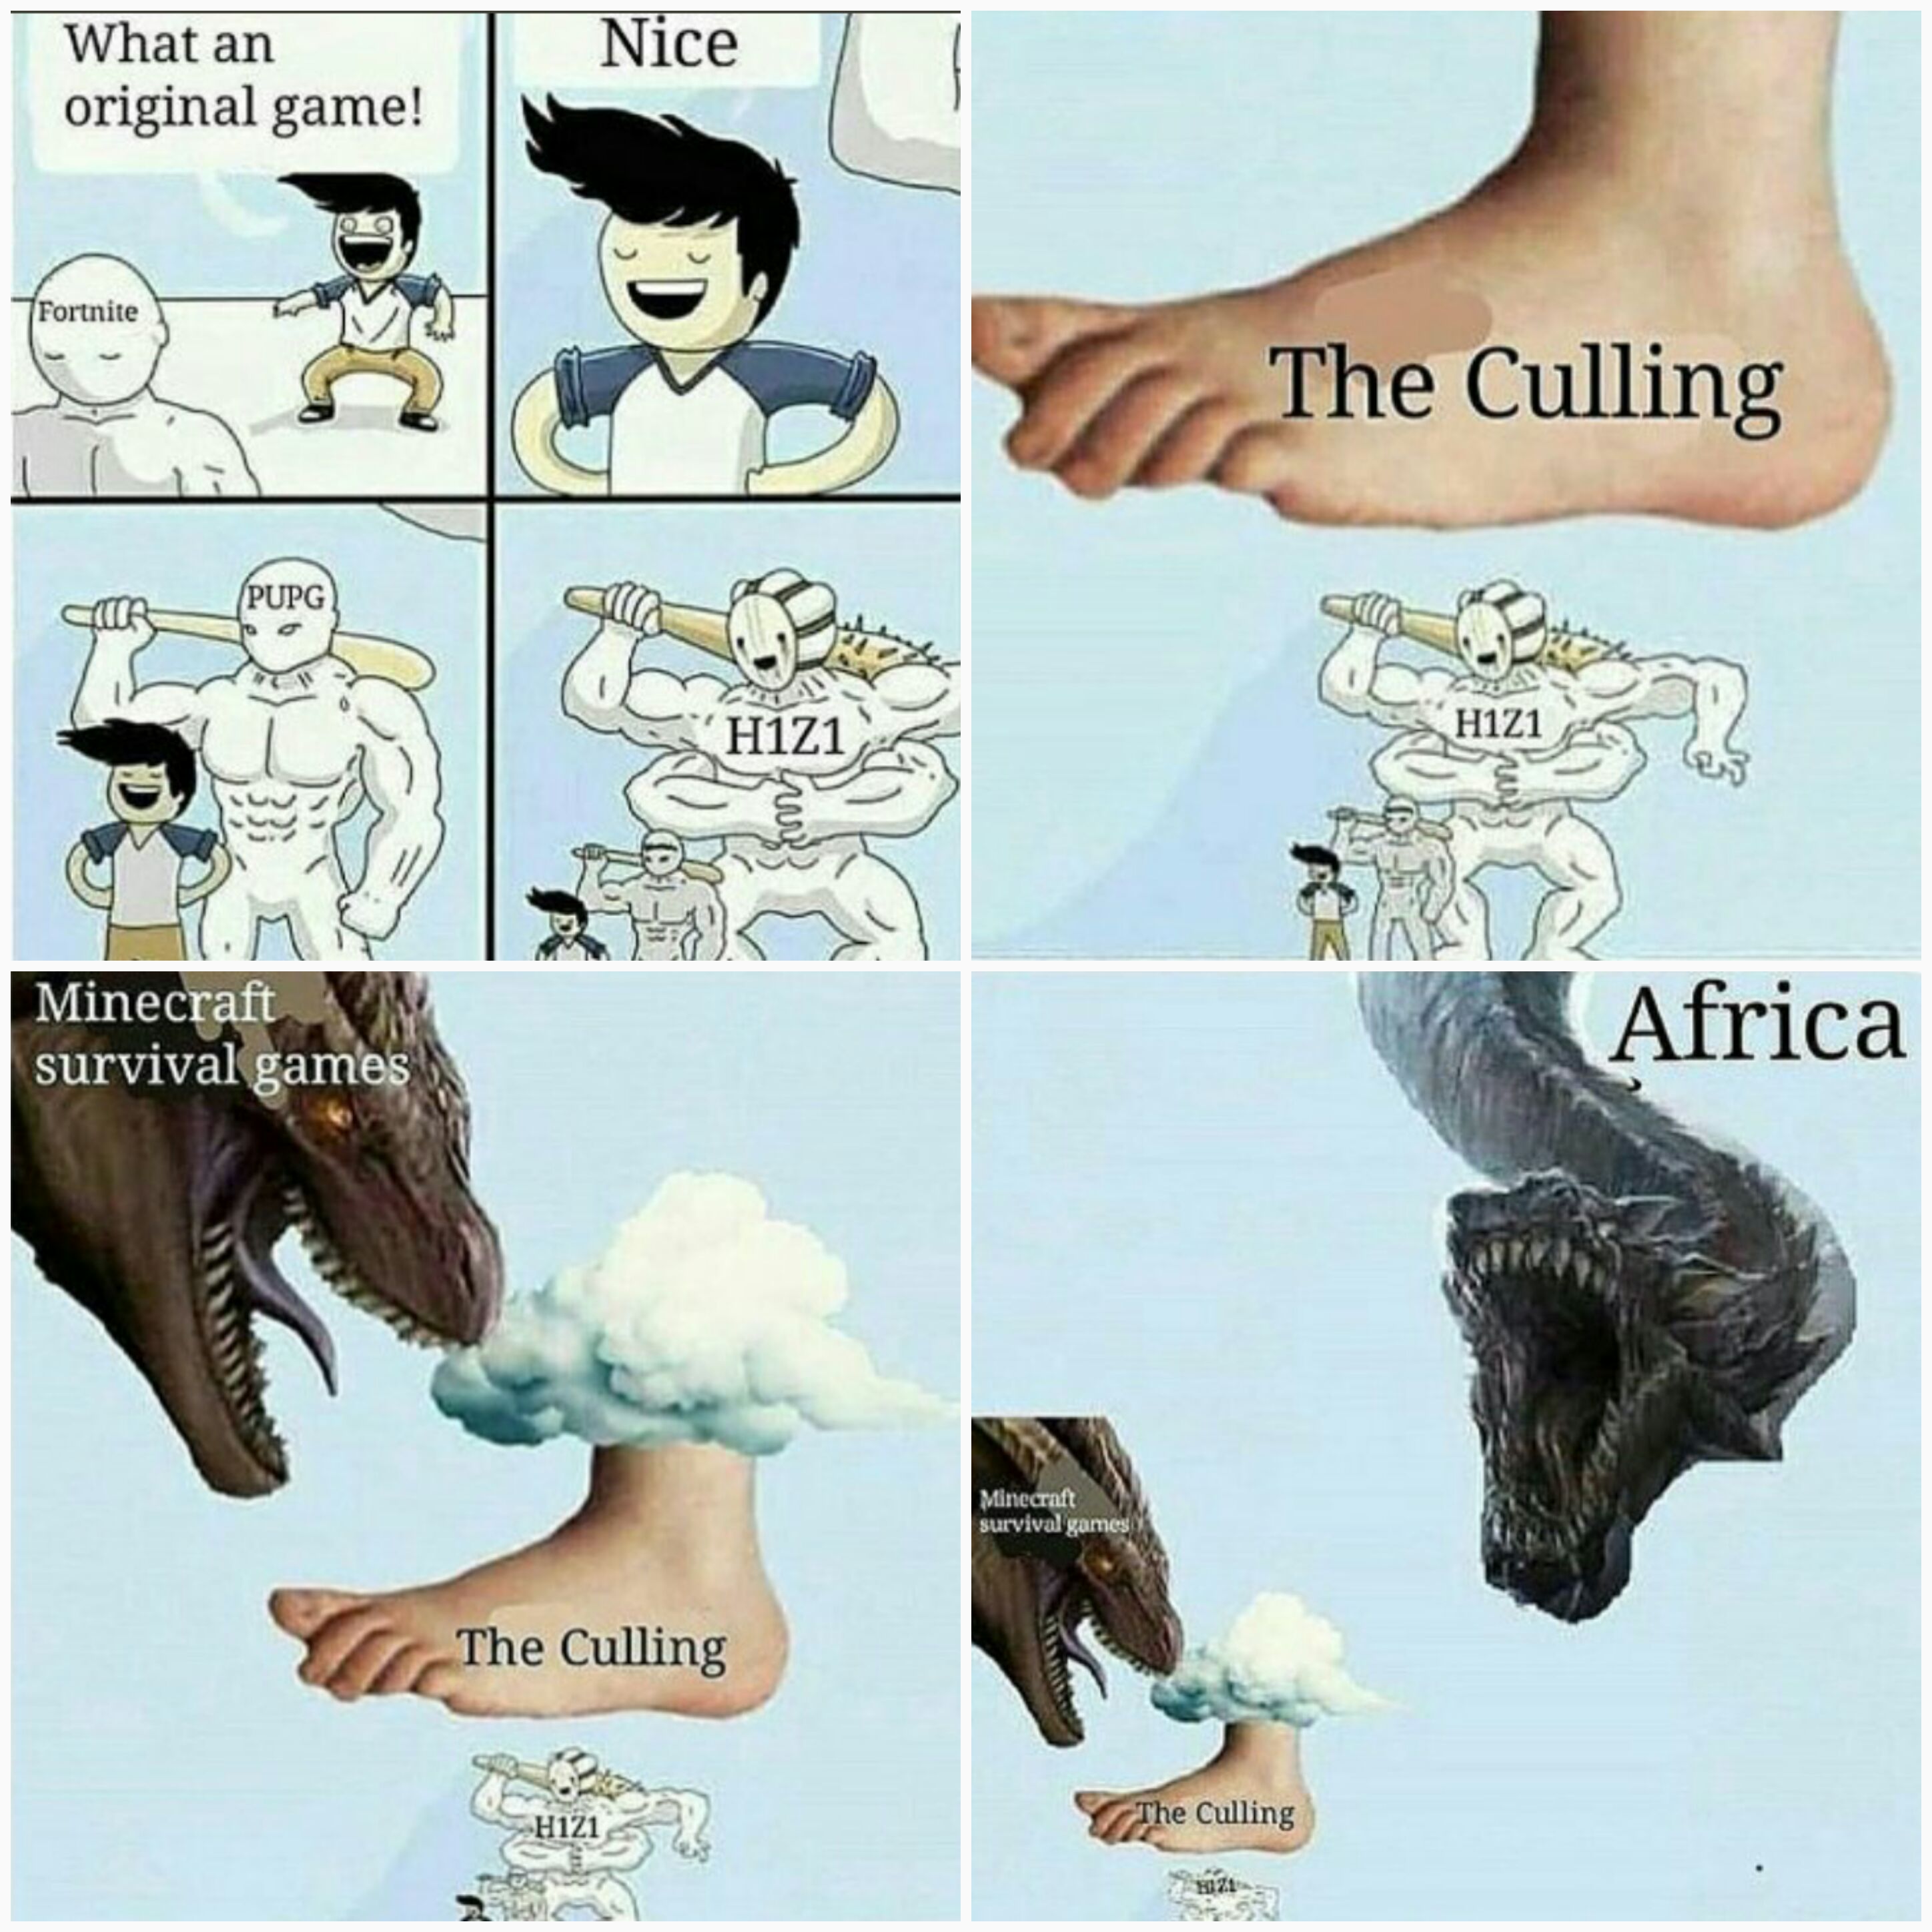 What an
original game!
Nice
Fortnite
PUPG
H1Z1
The Culling
H1Z1
Minecraft
survival games
The Culling
H1Z1
Africa
Minecraft
survival games
The Culling
H1Z1